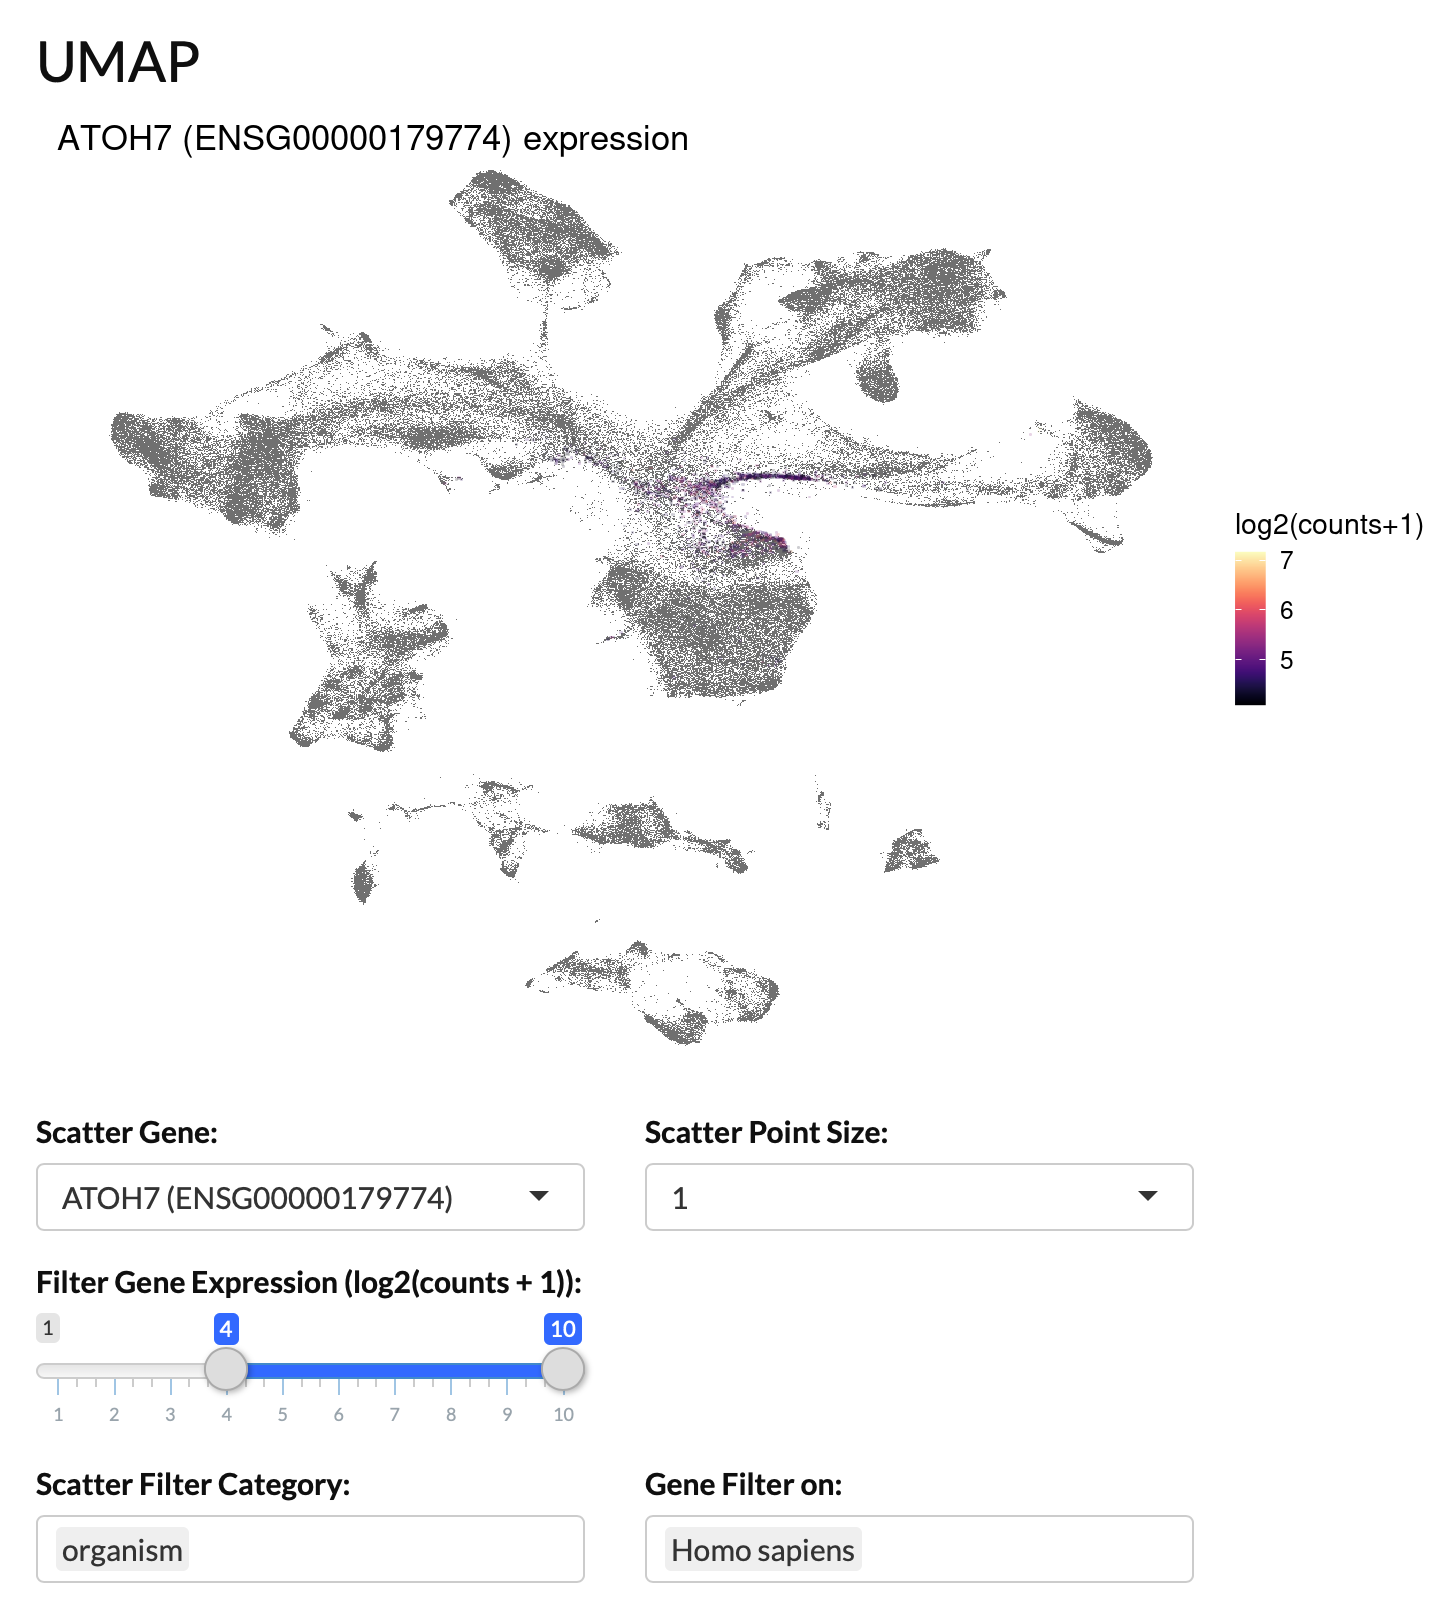 UMAP
ATOH7 (ENSG00000179774) expression
log2(counts+1)
7
6
5
Scatter Gene:
Scatter Point Size:
ATOH7 (ENSG00000179774)
1
Filter Gene Expression (log2(counts + 1)):
1
4
10
1 2 3 4 5 6 7 8 9 10
Scatter Filter Category:
Gene Filter on:
organism
Homo sapiens